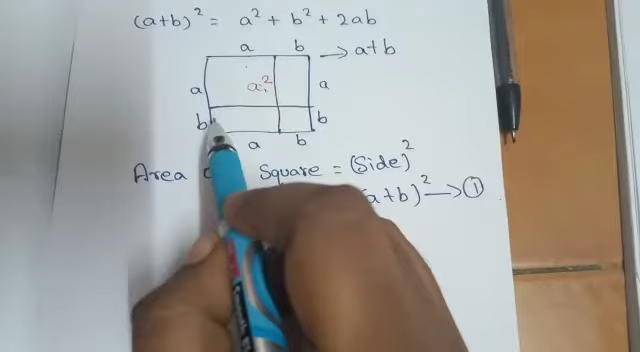 (a+b)² = a² + b² + 2ab
a b → a+b
a a² a
b b
a b
Area Square = (Side)²
a+b)² → ①